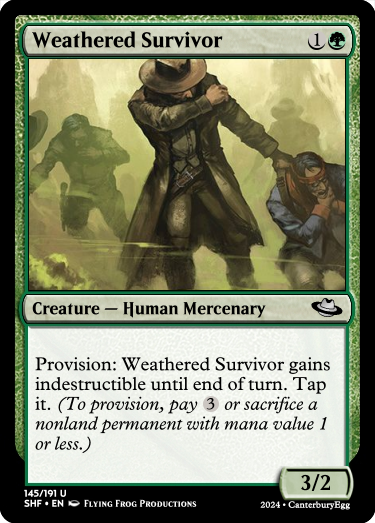 Weathered Survivor 1
Creature — Human Mercenary
Provision: Weathered Survivor gains
indestructible until end of turn. Tap
it. (To provision, pay 3 or sacrifice a
nonland permanent with mana value 1
or less.)
3/2
145/191 U
SHF • EN Flying Frog Productions
2024 • CanterburyEgg